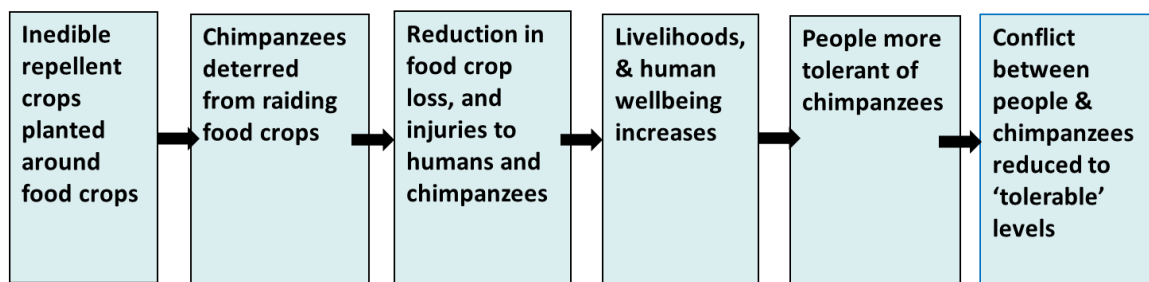 Inedible
repellent
crops
planted
around
food crops
Chimpanzees
deterred
from raiding
food crops
Reduction in
food crop
loss, and
injuries to
humans and
chimpanzees
Livelihoods,
& human
wellbeing
increases
People more
tolerant of
chimpanzees
Conflict
between
people &
chimpanzees
reduced to
‘tolerable’
levels